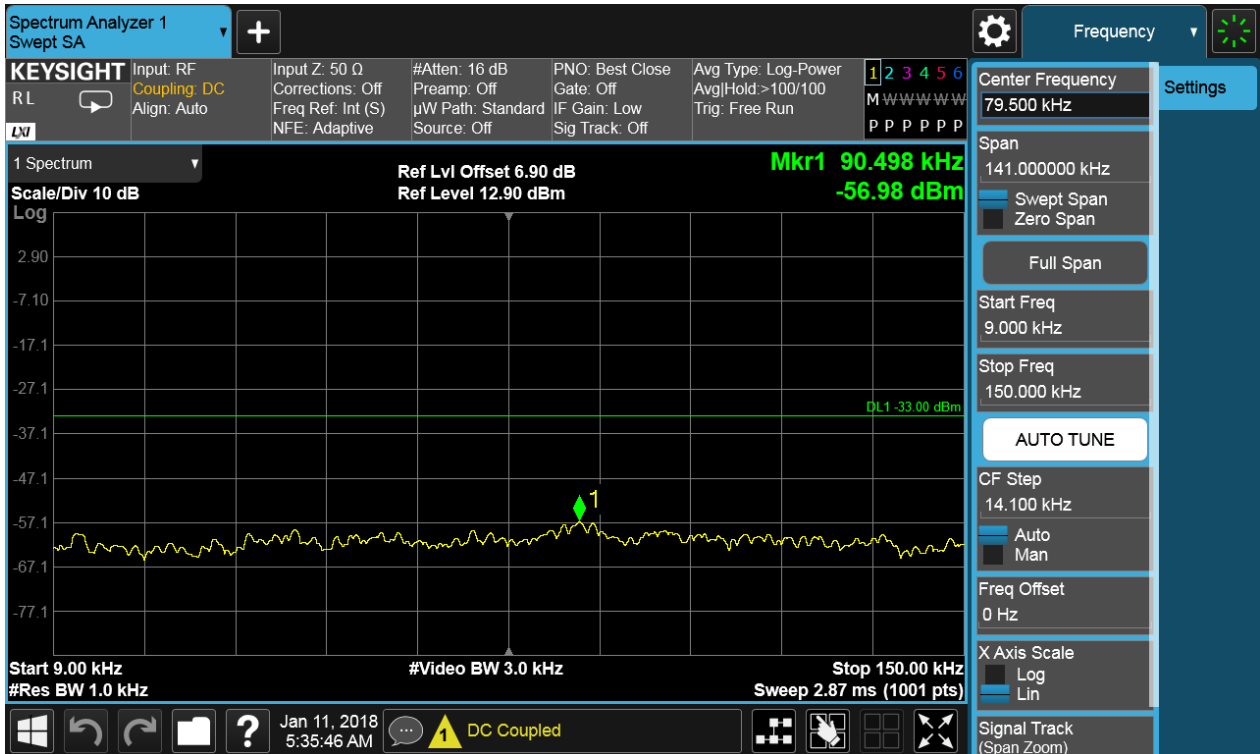 Spectrum Analyzer 1
Swept SA
+
Frequency
KEYSIGHT
RL
LXI
Input: RF
Coupling: DC
Align: Auto
Input Z: 50 Ω
Corrections: Off
Freq Ref: Int (S)
NFE: Adaptive
#Atten: 16 dB
Preamp: Off
µW Path: Standard
Source: Off
PNO: Best Close
Gate: Off
IF Gain: Low
Sig Track: Off
Avg Type: Log-Power
Avg|Hold:>100/100
Trig: Free Run
1 2 3 4 5 6
M W W W W W
P P P P P P
1 Spectrum
Scale/Div 10 dB
Ref Lvl Offset 6.90 dB
Ref Level 12.90 dBm
Mkr1 90.498 kHz
-56.98 dBm
Log
2.90
-7.10
-17.1
-27.1
-37.1
-47.1
-57.1
-67.1
-77.1
DL1 -33.00 dBm
1
Start 9.00 kHz
#Res BW 1.0 kHz
#Video BW 3.0 kHz
Stop 150.00 kHz
Sweep 2.87 ms (1001 pts)
Center Frequency
79.500 kHz
Span
141.000000 kHz
Swept Span
Zero Span
Full Span
Start Freq
9.000 kHz
Stop Freq
150.000 kHz
AUTO TUNE
CF Step
14.100 kHz
Auto
Man
Freq Offset
0 Hz
X Axis Scale
Log
Lin
Signal Track
(Span Zoom)
Settings
?
Jan 11, 2018
5:35:46 AM
1
DC Coupled